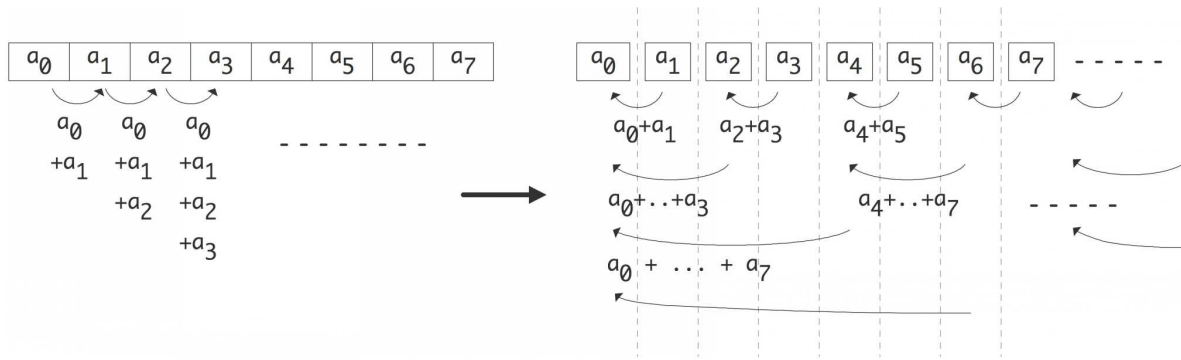 a0 a1 a2 a3 a4 a5 a6 a7
a0 a0 a0
+a1 +a1 +a1
+a2 +a2
+a3
- - - - - - - -
a0 a1 a2 a3 a4 a5 a6 a7 - - - - -
a0+a1 a2+a3 a4+a5
a0+..+a3 a4+..+a7 - - - - -
a0 + ... + a7